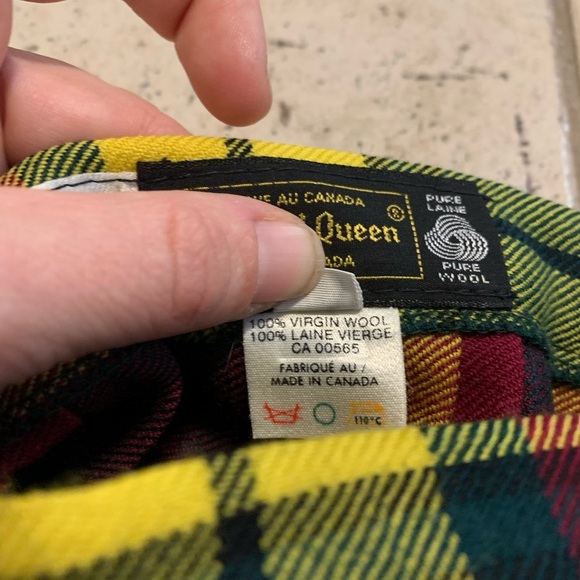 AU CANADA
Queen ®
ADA
PURE
LAINE
PURE
WOOL
100% VIRGIN WOOL
100% LAINE VIERGE
CA 00565
FABRIQUÉ AU /
MADE IN CANADA
110°C